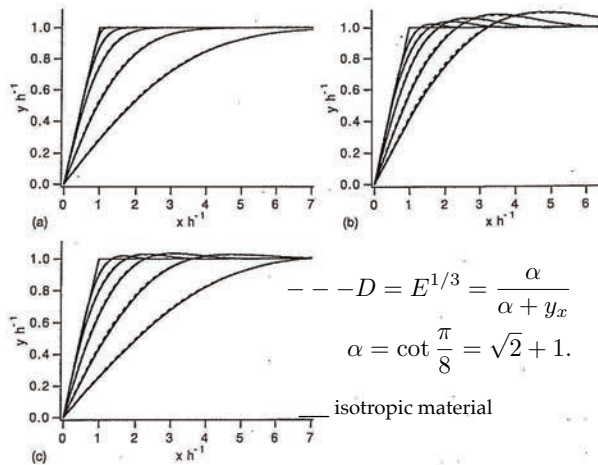 1.0
0.8
0.6
0.4
0.2
0.0
y h⁻¹
0 1 2 3 4 5 6 7
(a)
x h⁻¹
1.0
0.8
0.6
0.4
0.2
0.0
y h⁻¹
0 1 2 3 4 5 6
(b)
x h⁻¹
1.0
0.8
0.6
0.4
0.2
0.0
y h⁻¹
0 1 2 3 4 5 6 7
(c)
x h⁻¹
- - -D = E^{1/3} = \frac{α}{α + y_x}
α = cot \frac{π}{8} = √2 + 1.
___ isotropic material